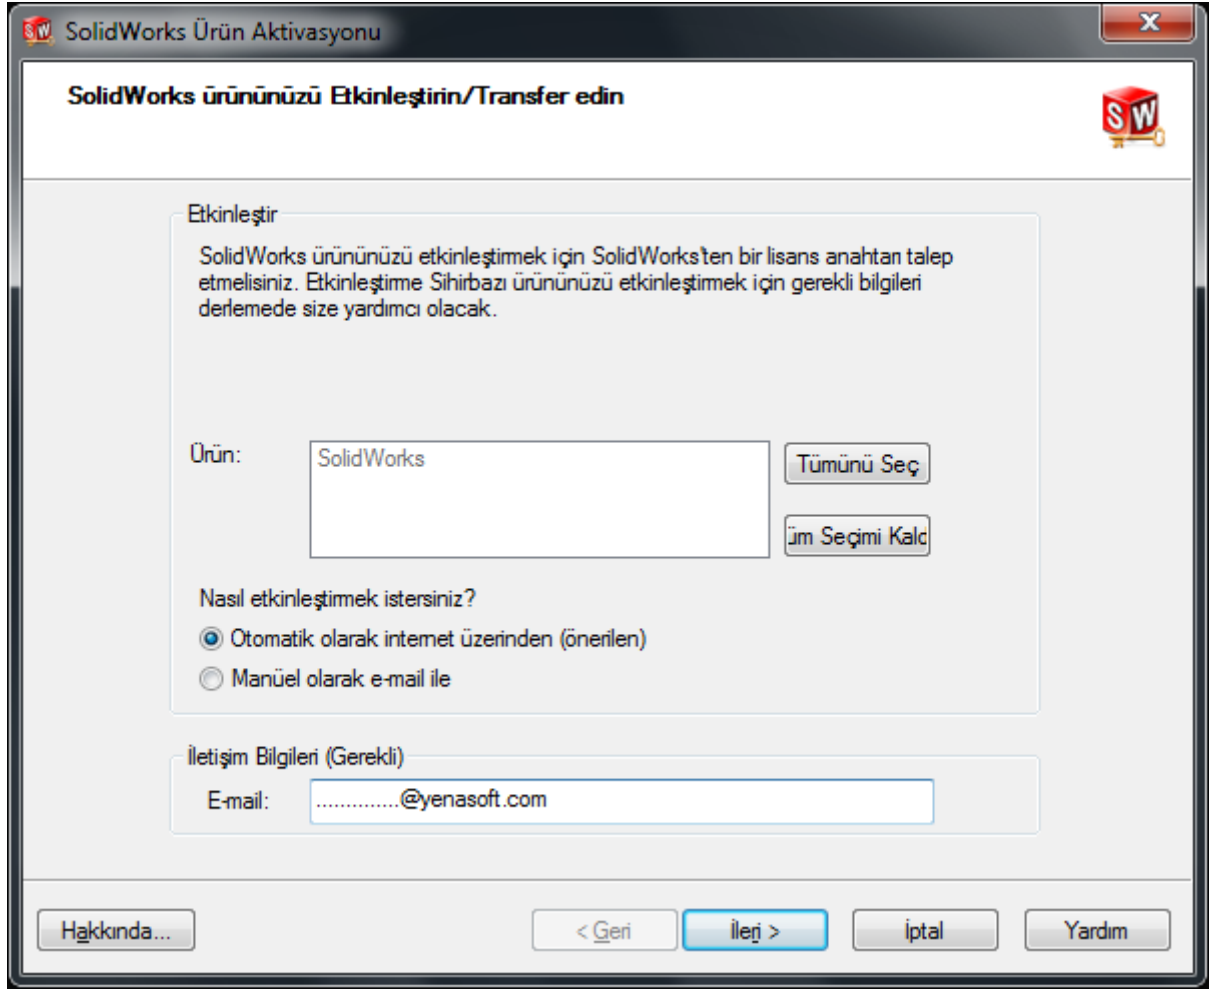 SolidWorks Ürün Aktivasyonu
SolidWorks ürününüzü Etkinleştirin/Transfer edin
SW
Etkinleştir
SolidWorks ürününüzü etkinleştirmek için SolidWorks'ten bir lisans anahtarı talep
etmelisiniz. Etkinleştirme Sihirbazı ürününüzü etkinleştirmek için gerekli bilgileri
derlemede size yardımcı olacak.
Ürün:
SolidWorks
Tümünü Seç
üm Seçimi Kald
Nasıl etkinleştirmek istersiniz?
Otomatik olarak internet üzerinden (önerilen)
Manüel olarak e-mail ile
İletişim Bilgileri (Gerekli)
E-mail:
..............@yenasoft.com
Hakkında...
< Geri
İleri >
İptal
Yardım